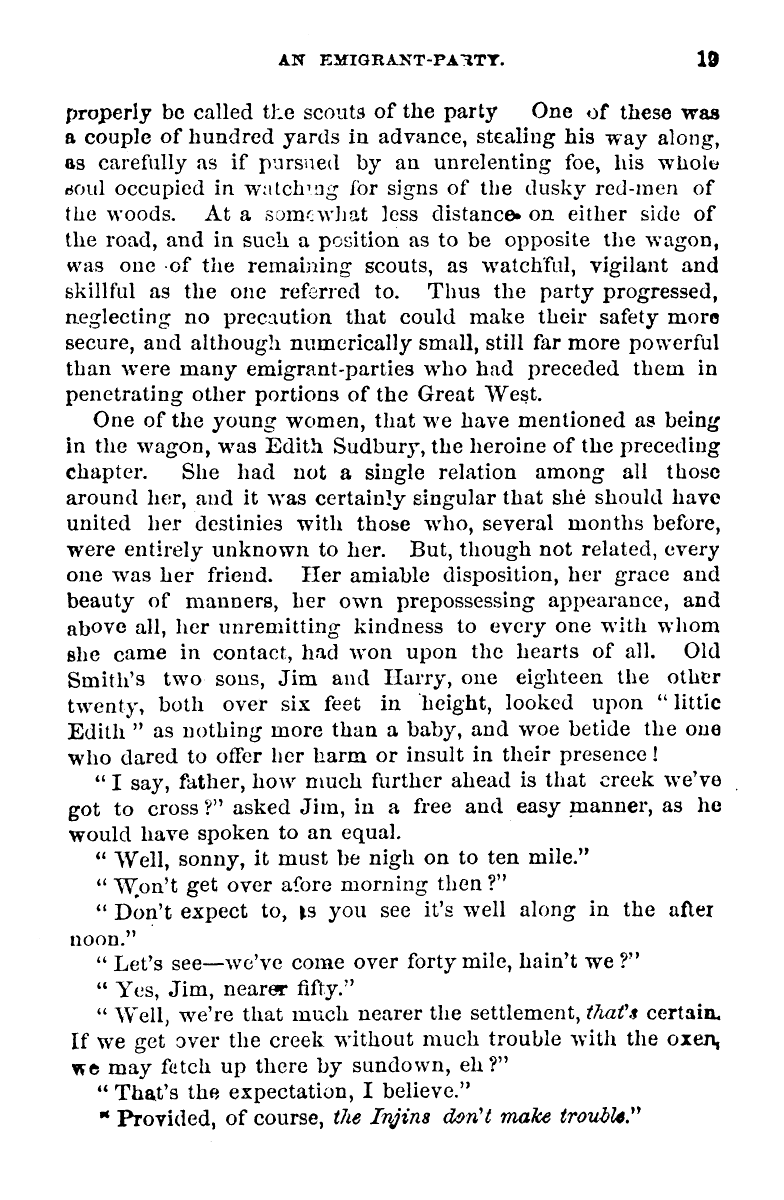 AN EMIGRANT-PARTY. 19
properly be called the scouts of the party One of these was
a couple of hundred yards in advance, stealing his way along,
as carefully as if pursued by an unrelenting foe, his whole
soul occupied in watching for signs of the dusky red-men of
the woods. At a somewhat less distance on either side of
the road, and in such a position as to be opposite the wagon,
was one of the remaining scouts, as watchful, vigilant and
skillful as the one referred to. Thus the party progressed,
neglecting no precaution that could make their safety more
secure, and although numerically small, still far more powerful
than were many emigrant-parties who had preceded them in
penetrating other portions of the Great West.
One of the young women, that we have mentioned as being
in the wagon, was Edith Sudbury, the heroine of the preceding
chapter. She had not a single relation among all those
around her, and it was certainly singular that she should have
united her destinies with those who, several months before,
were entirely unknown to her. But, though not related, every
one was her friend. Her amiable disposition, her grace and
beauty of manners, her own prepossessing appearance, and
above all, her unremitting kindness to every one with whom
she came in contact, had won upon the hearts of all. Old
Smith's two sons, Jim and Harry, one eighteen the other
twenty, both over six feet in height, looked upon "little
Edith" as nothing more than a baby, and woe betide the one
who dared to offer her harm or insult in their presence!
"I say, father, how much further ahead is that creek we've
got to cross?" asked Jim, in a free and easy manner, as he
would have spoken to an equal.
"Well, sonny, it must be nigh on to ten mile."
"Won't get over afore morning then?"
"Don't expect to, as you see it's well along in the after
noon."
"Let's see—we've come over forty mile, hain't we?"
"Yes, Jim, nearer fifty."
"Well, we're that much nearer the settlement, that's certain.
If we get over the creek without much trouble with the oxen,
we may fetch up there by sundown, eh?"
"That's the expectation, I believe."
"Provided, of course, the Injins don't make trouble."